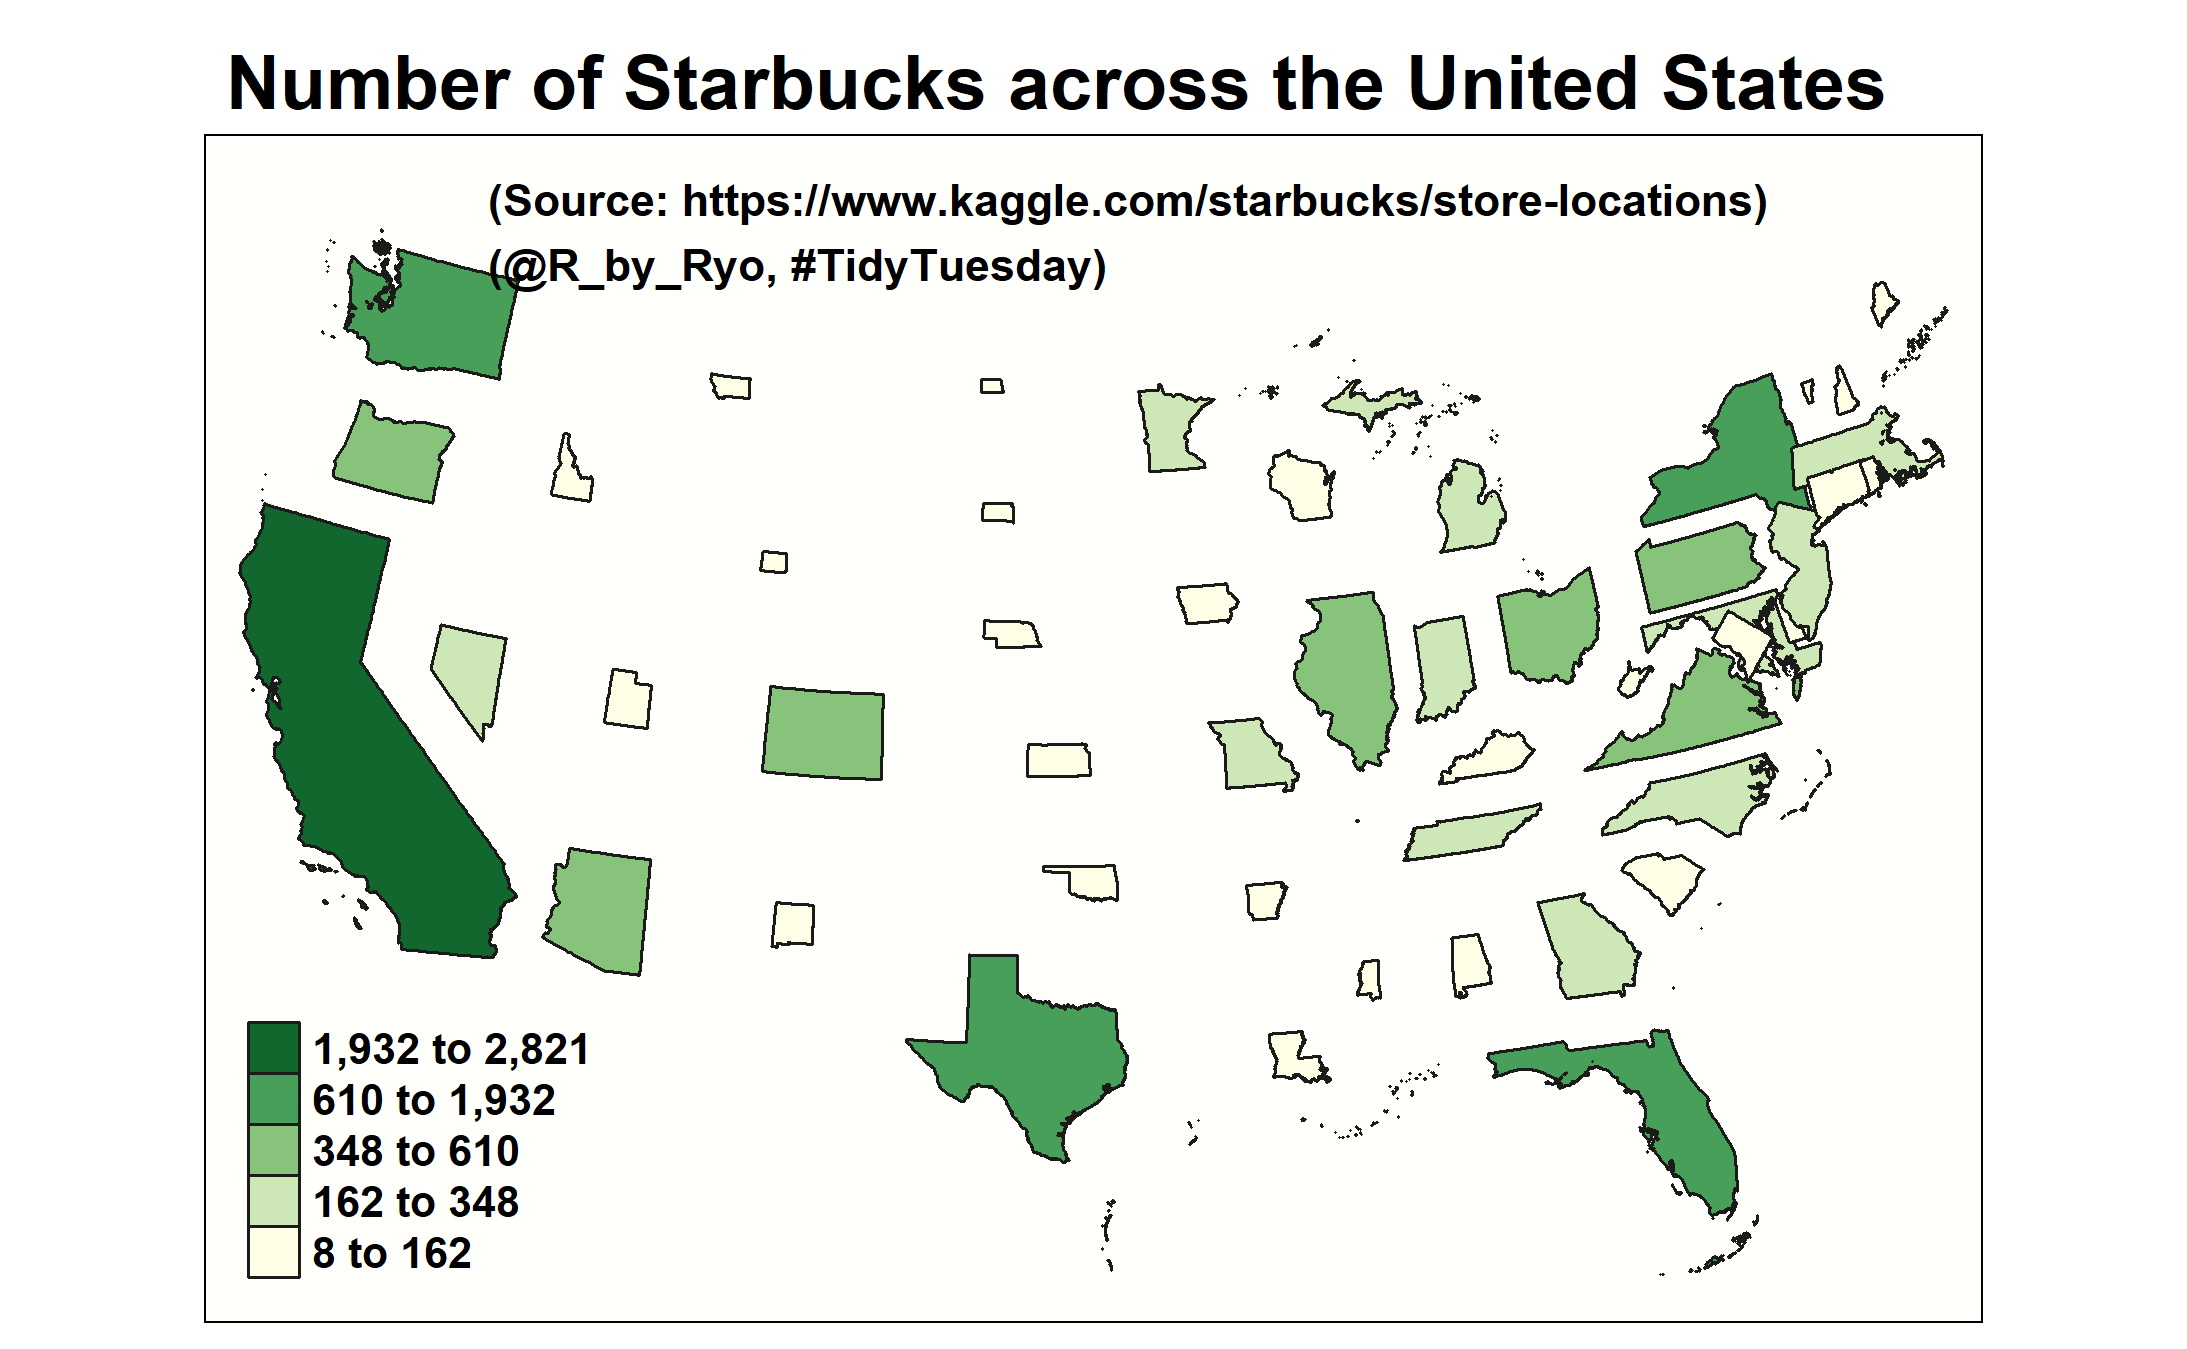 Number of Starbucks across the United States
(Source: https://www.kaggle.com/starbucks/store-locations)
(@R_by_Ryo, #TidyTuesday)
1,932 to 2,821
610 to 1,932
348 to 610
162 to 348
8 to 162